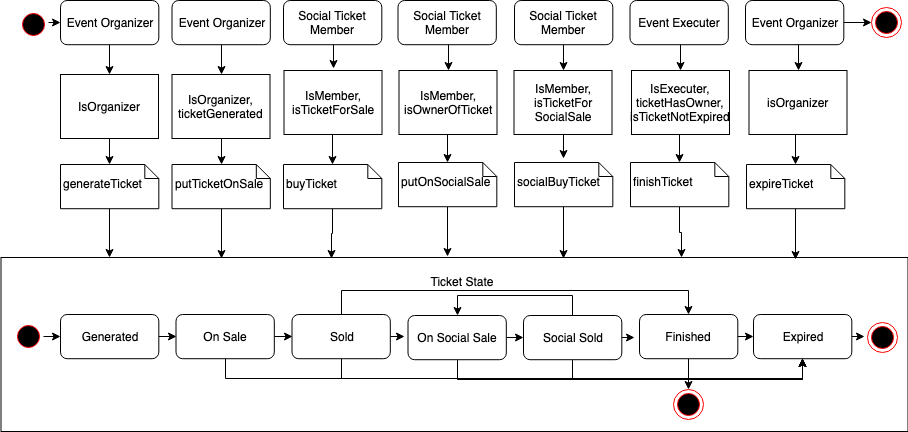 Event Organizer
Event Organizer
Social Ticket
Member
Social Ticket
Member
Social Ticket
Member
Event Executer
Event Organizer
IsOrganizer
IsOrganizer,
ticketGenerated
IsMember,
isTicketForSale
IsMember,
isOwnerOfTicket
IsMember,
isTicketFor
SocialSale
IsExecuter,
ticketHasOwner,
isTicketNotExpired
isOrganizer
generateTicket
putTicketOnSale
buyTicket
putOnSocialSale
socialBuyTicket
finishTicket
expireTicket
Ticket State
Generated
On Sale
Sold
On Social Sale
Social Sold
Finished
Expired